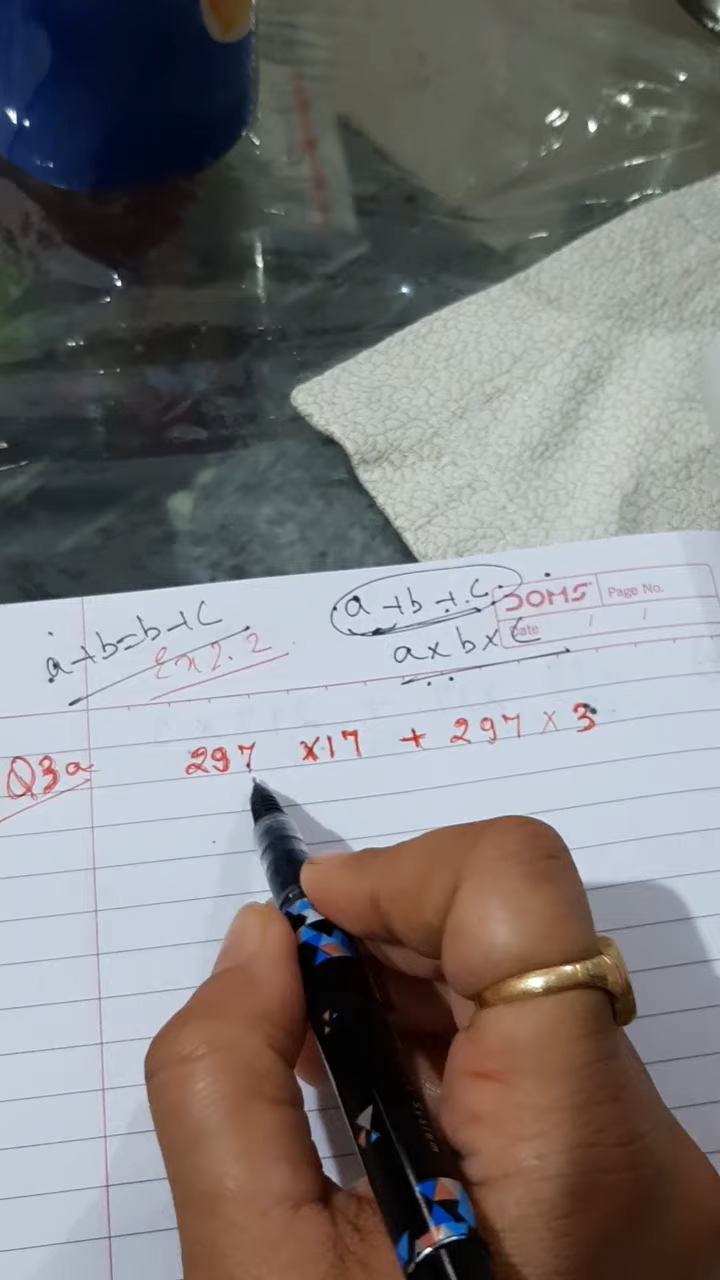 a+b+c
DOMS Page No.
a+b=b+c
Date / /
Ex 2.2
a×b×c
Q3a 297 ×17 + 297 × 3